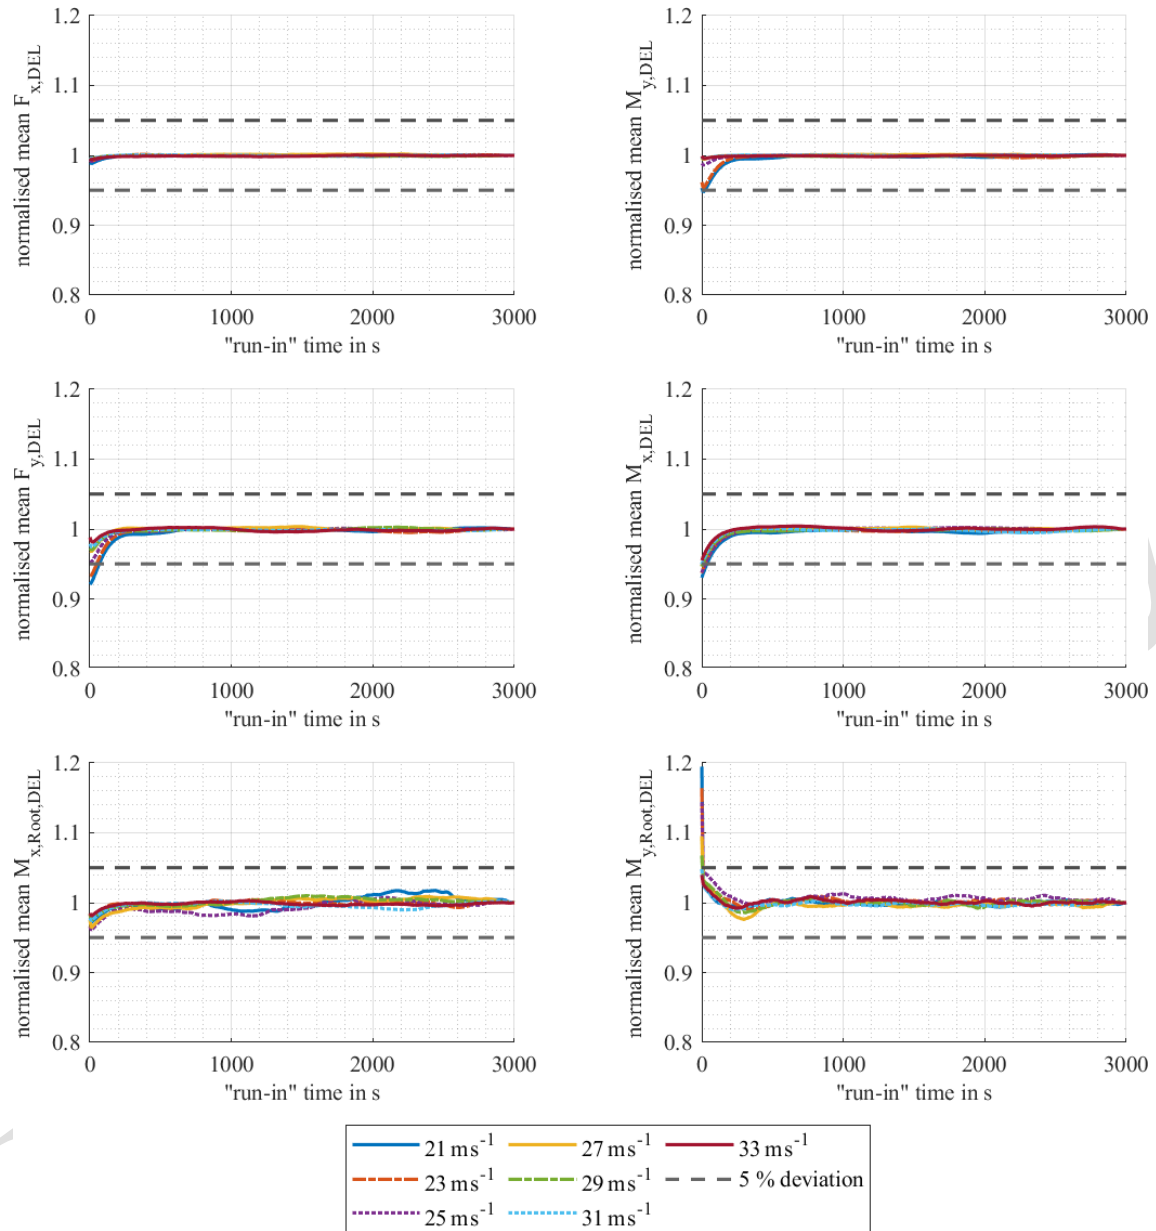 normalised mean F_x,DEL
1.2
1.1
1
0.9
0.8
0 1000 2000 3000
"run-in" time in s
normalised mean M_y,DEL
1.2
1.1
1
0.9
0.8
0 1000 2000 3000
"run-in" time in s
normalised mean F_y,DEL
1.2
1.1
1
0.9
0.8
0 1000 2000 3000
"run-in" time in s
normalised mean M_x,DEL
1.2
1.1
1
0.9
0.8
0 1000 2000 3000
"run-in" time in s
normalised mean M_x,Root,DEL
1.2
1.1
1
0.9
0.8
0 1000 2000 3000
"run-in" time in s
normalised mean M_y,Root,DEL
1.2
1.1
1
0.9
0.8
0 1000 2000 3000
"run-in" time in s
21 ms⁻¹ 27 ms⁻¹ 33 ms⁻¹
23 ms⁻¹ 29 ms⁻¹ 5 % deviation
25 ms⁻¹ 31 ms⁻¹